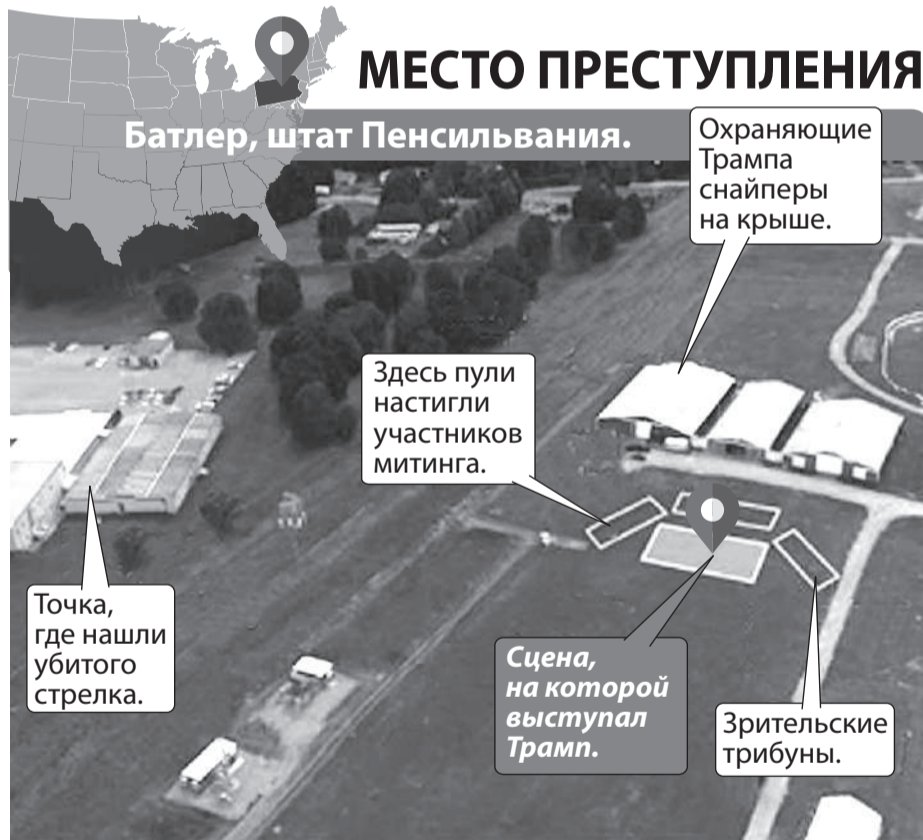 МЕСТО ПРЕСТУПЛЕНИЯ
Батлер, штат Пенсильвания.
Охраняющие
Трампа
снайперы
на крыше.
Здесь пули
настигли
участников
митинга.
Точка,
где нашли
убитого
стрелка.
Сцена,
на которой
выступал
Трамп.
Зрительские
трибуны.